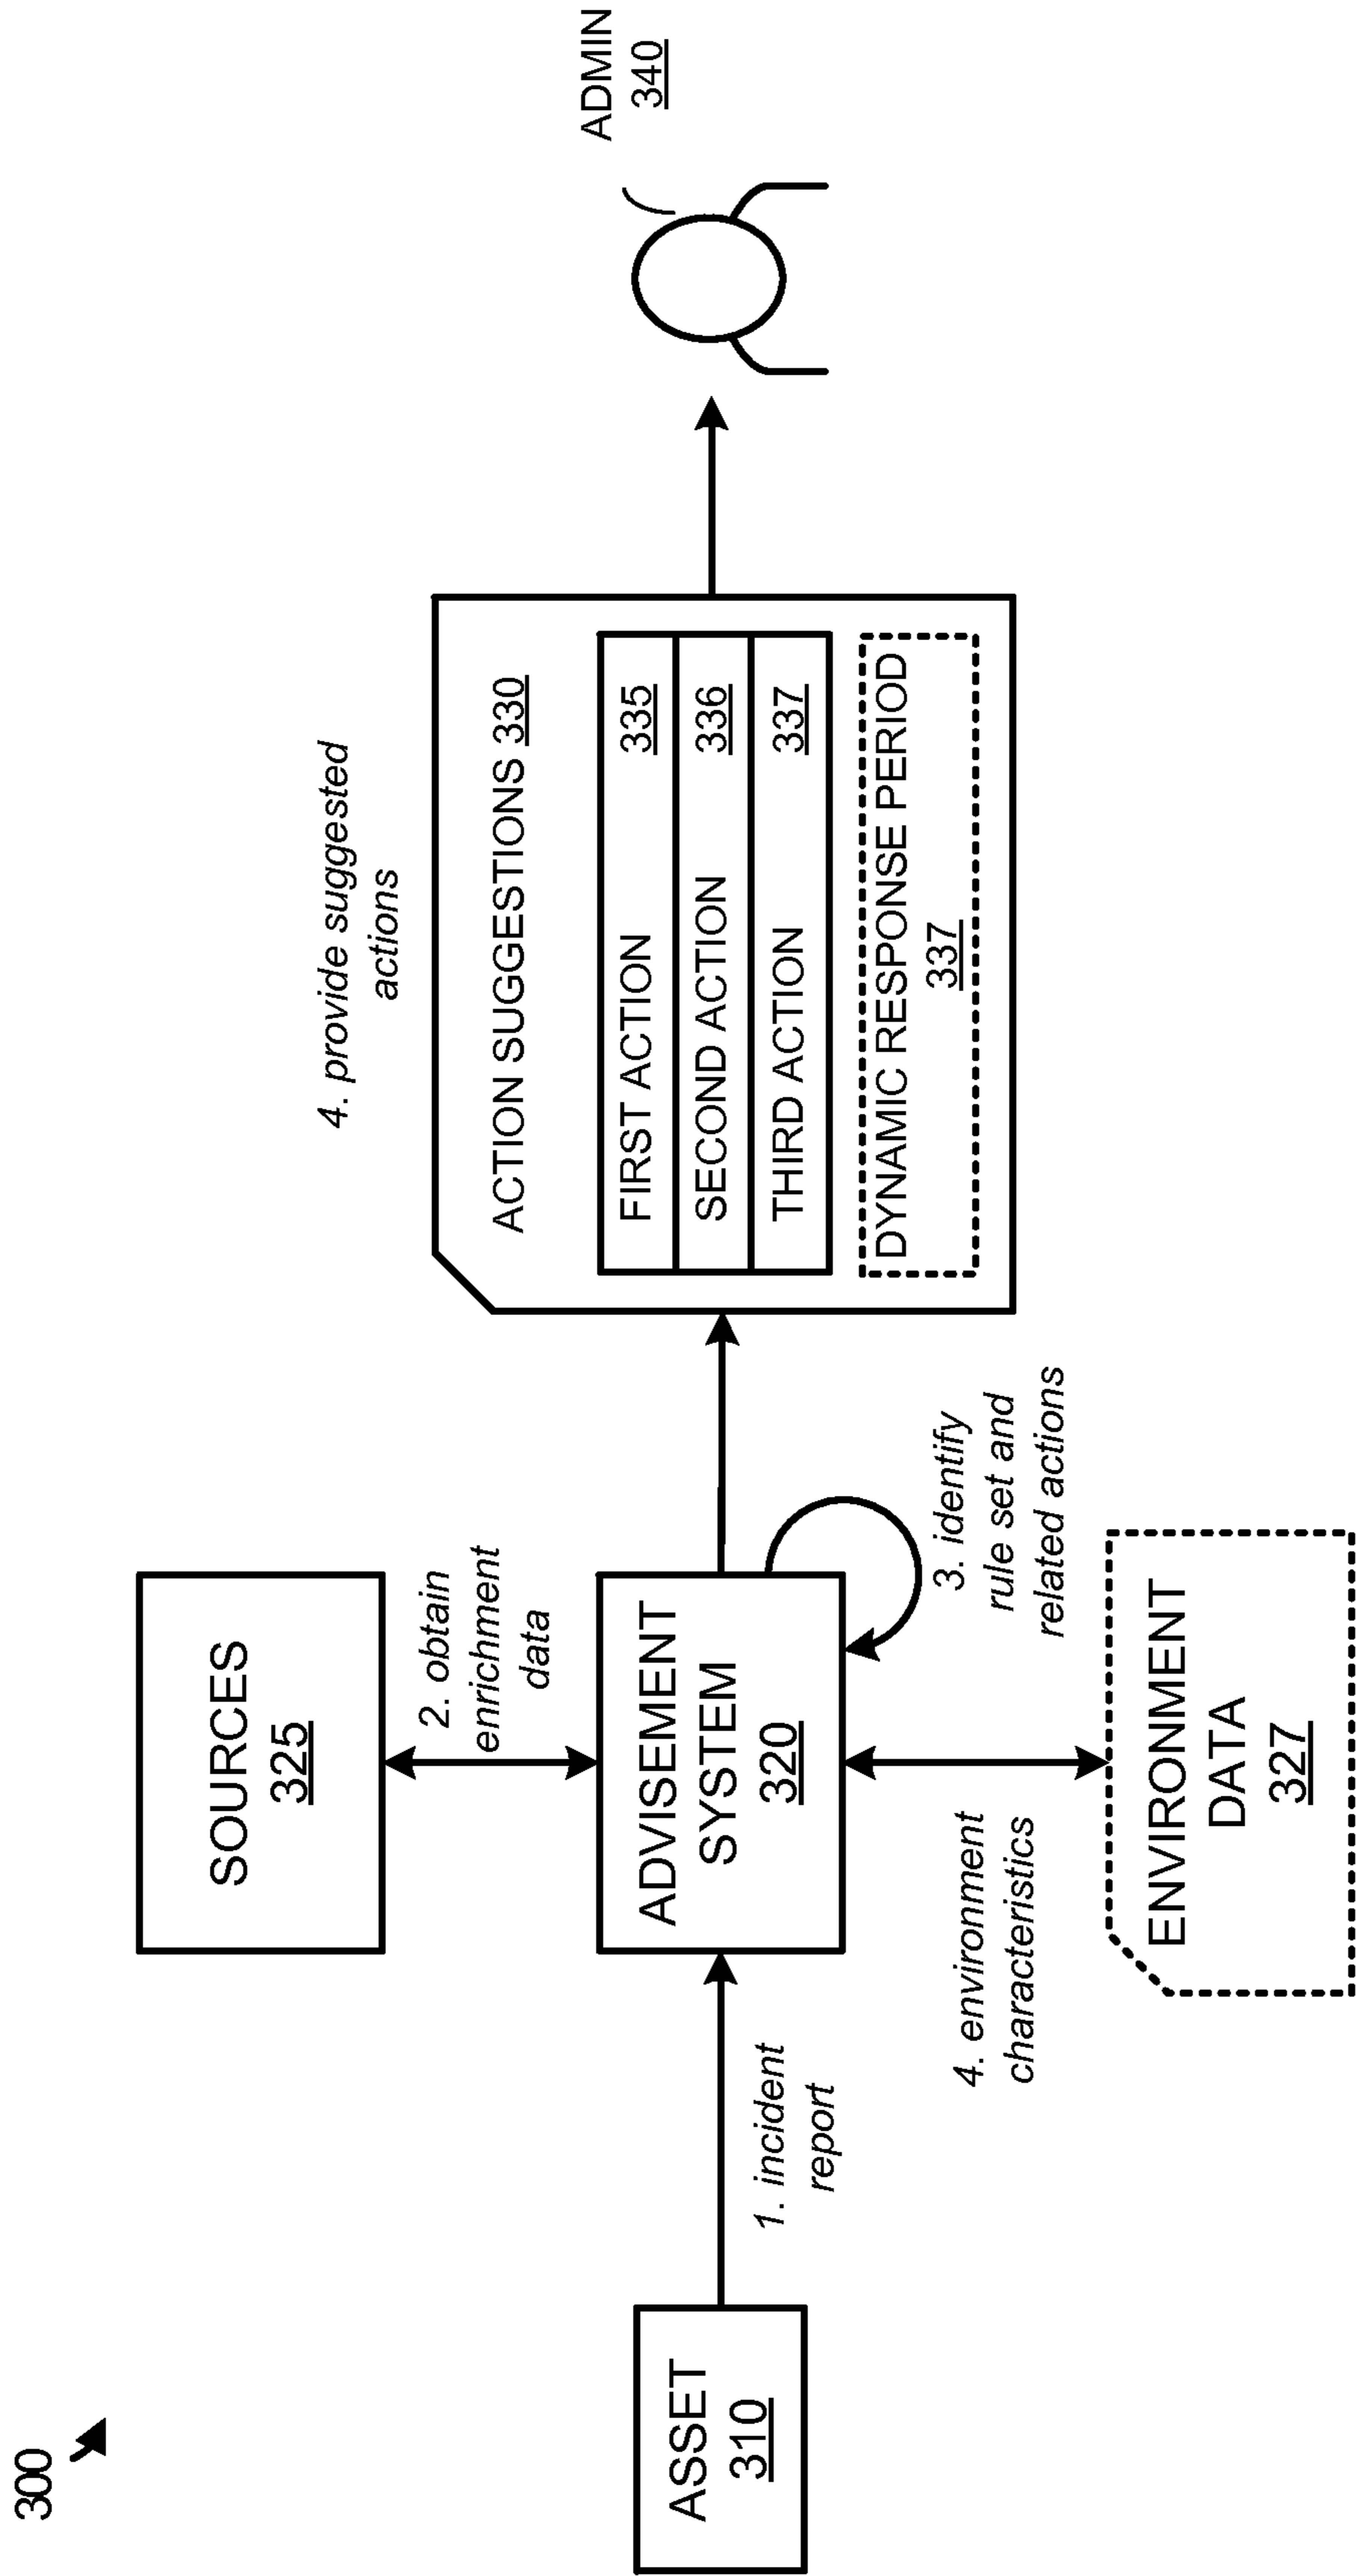 300
ASSET
310
1. incident
report
SOURCES
325
2. obtain
enrichment
data
ADVISEMENT
SYSTEM
320
3. identify
rule set and
related actions
4. environment
characteristics
ENVIRONMENT
DATA
327
4. provide suggested
actions
ACTION SUGGESTIONS 330
FIRST ACTION 335
SECOND ACTION 336
THIRD ACTION 337
DYNAMIC RESPONSE PERIOD
337
ADMIN
340